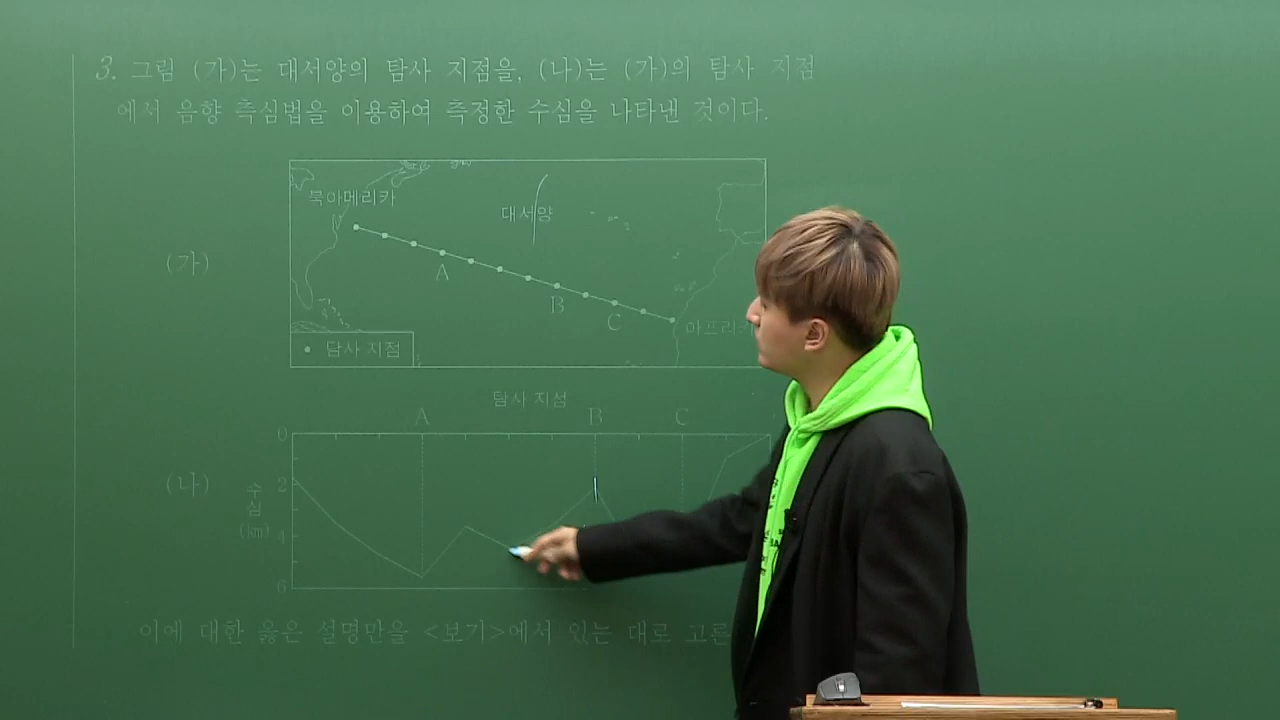 3. 그림 (가)는 대서양의 탐사 지점을, (나)는 (가)의 탐사 지점
에서 음향 측심법을 이용하여 측정한 수심을 나타낸 것이다.
(가)
북아메리카
대서양
A
B
C
아프리카
탐사 지점
탐사 지점
A B C
(나)
수심
(km)
0
2
4
6
이에 대한 옳은 설명만을 <보기>에서 있는 대로 고른